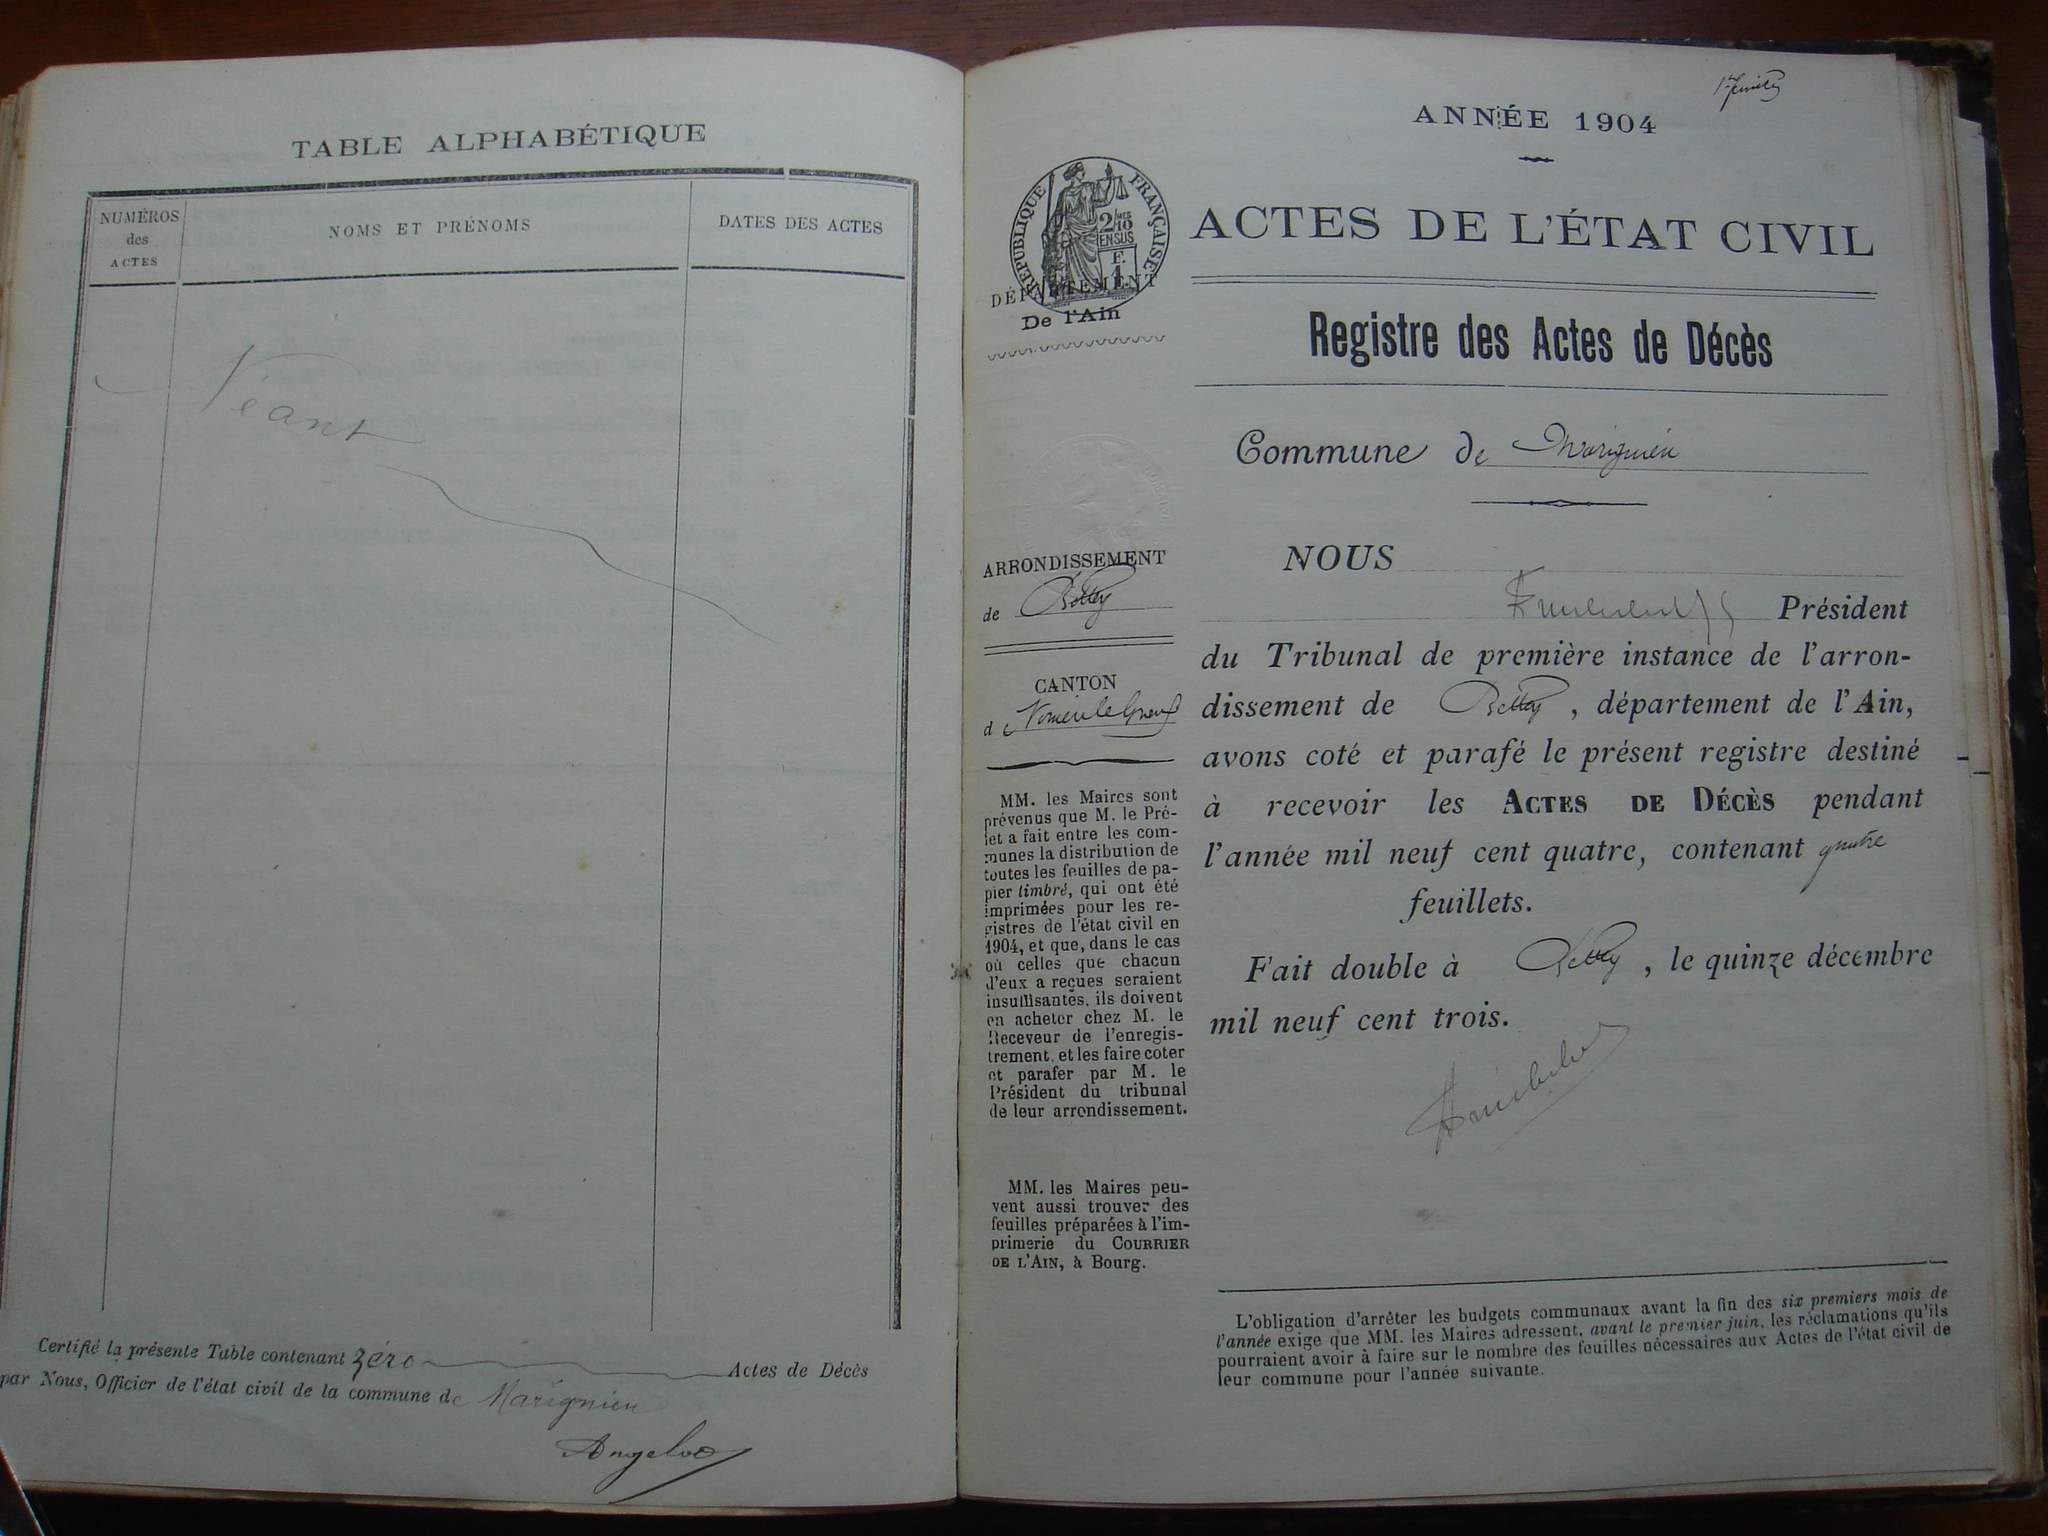 TABLE ALPHABÉTIQUE
NUMÉROS
des
ACTES
NOMS ET PRÉNOMS
DATES DES ACTES
Néant
Certifié la présente Table contenant zéro Actes de Décès
par Nous, Officier de l'état civil de la commune de Marignieu
ANNÉE 1904
RÉPUBLIQUE FRANÇAISE
2/10 MES
EN SUS
F.
1
DÉPARTEMENT
De l'Ain
ARRONDISSEMENT
de Belley
CANTON
d
MM. les Maires sont
prévenus que M. le Pré-
fet a fait entre les com-
munes la distribution de
toutes les feuilles de pa-
pier timbré, qui ont été
imprimées pour les re-
gistres de l'état civil en
1904, et que, dans le cas
où celles que chacun
d'eux a reçues seraient
insuffisantes, ils doivent
en acheter chez M. le
Receveur de l'enregis-
trement, et les faire coter
et parafer par M. le
Président du tribunal
de leur arrondissement.
MM. les Maires peu-
vent aussi trouver des
feuilles préparées à l'im-
primerie du COURRIER
DE L'AIN, à Bourg.
ACTES DE L'ÉTAT CIVIL
Registre des Actes de Décès
Commune de Marignieu
NOUS
Président
du Tribunal de première instance de l'arron-
dissement de Belley, département de l'Ain,
avons coté et parafé le présent registre destiné
à recevoir les ACTES DE DÉCÈS pendant
l'année mil neuf cent quatre, contenant quatre
feuillets.
Fait double à Belley, le quinze décembre
mil neuf cent trois.
L'obligation d'arrêter les budgets communaux avant la fin des six premiers mois de
l'année exige que MM. les Maires adressent, avant le premier juin, les réclamations qu'ils
pourraient avoir à faire sur le nombre des feuilles nécessaires aux Actes de l'état civil de
leur commune pour l'année suivante.